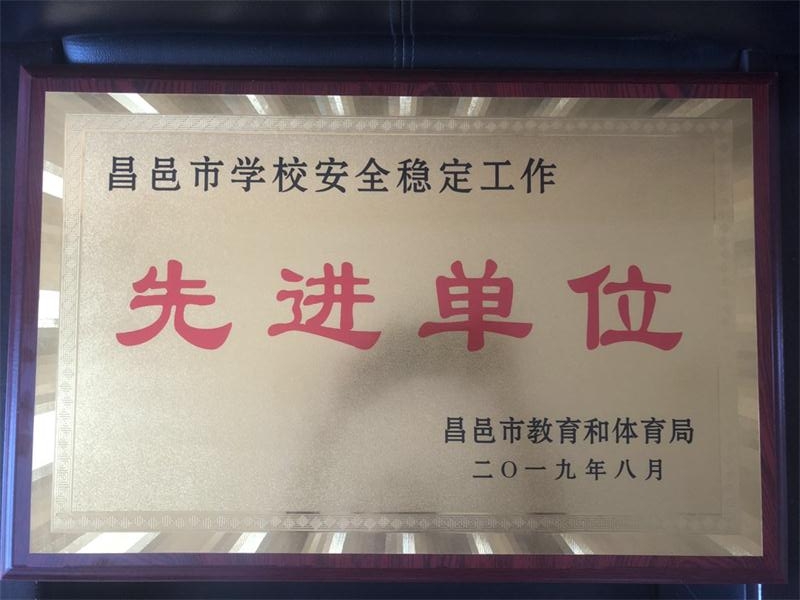 昌邑市学校安全稳定工作
先进单位
昌邑市教育和体育局
二〇一九年八月